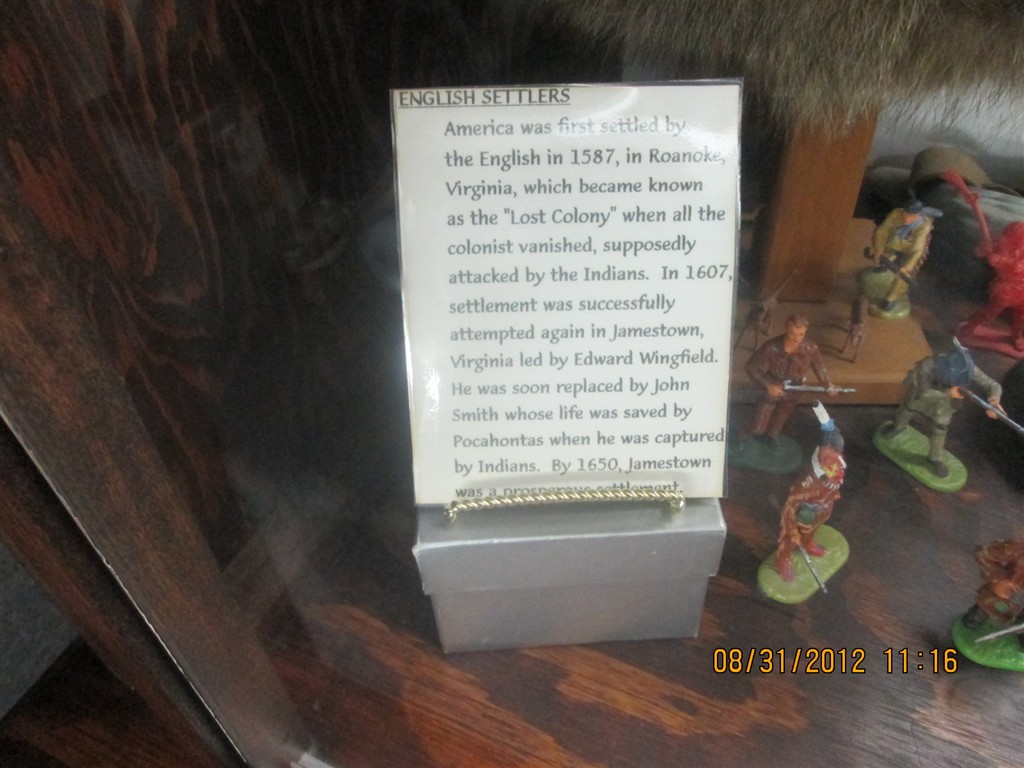 ENGLISH SETTLERS
America was first settled by
the English in 1587, in Roanoke,
Virginia, which became known
as the "Lost Colony" when all the
colonist vanished, supposedly
attacked by the Indians. In 1607,
settlement was successfully
attempted again in Jamestown,
Virginia led by Edward Wingfield.
He was soon replaced by John
Smith whose life was saved by
Pocahontas when he was captured
by Indians. By 1650, Jamestown
was a prosperous settlement.
08/31/2012 11:16